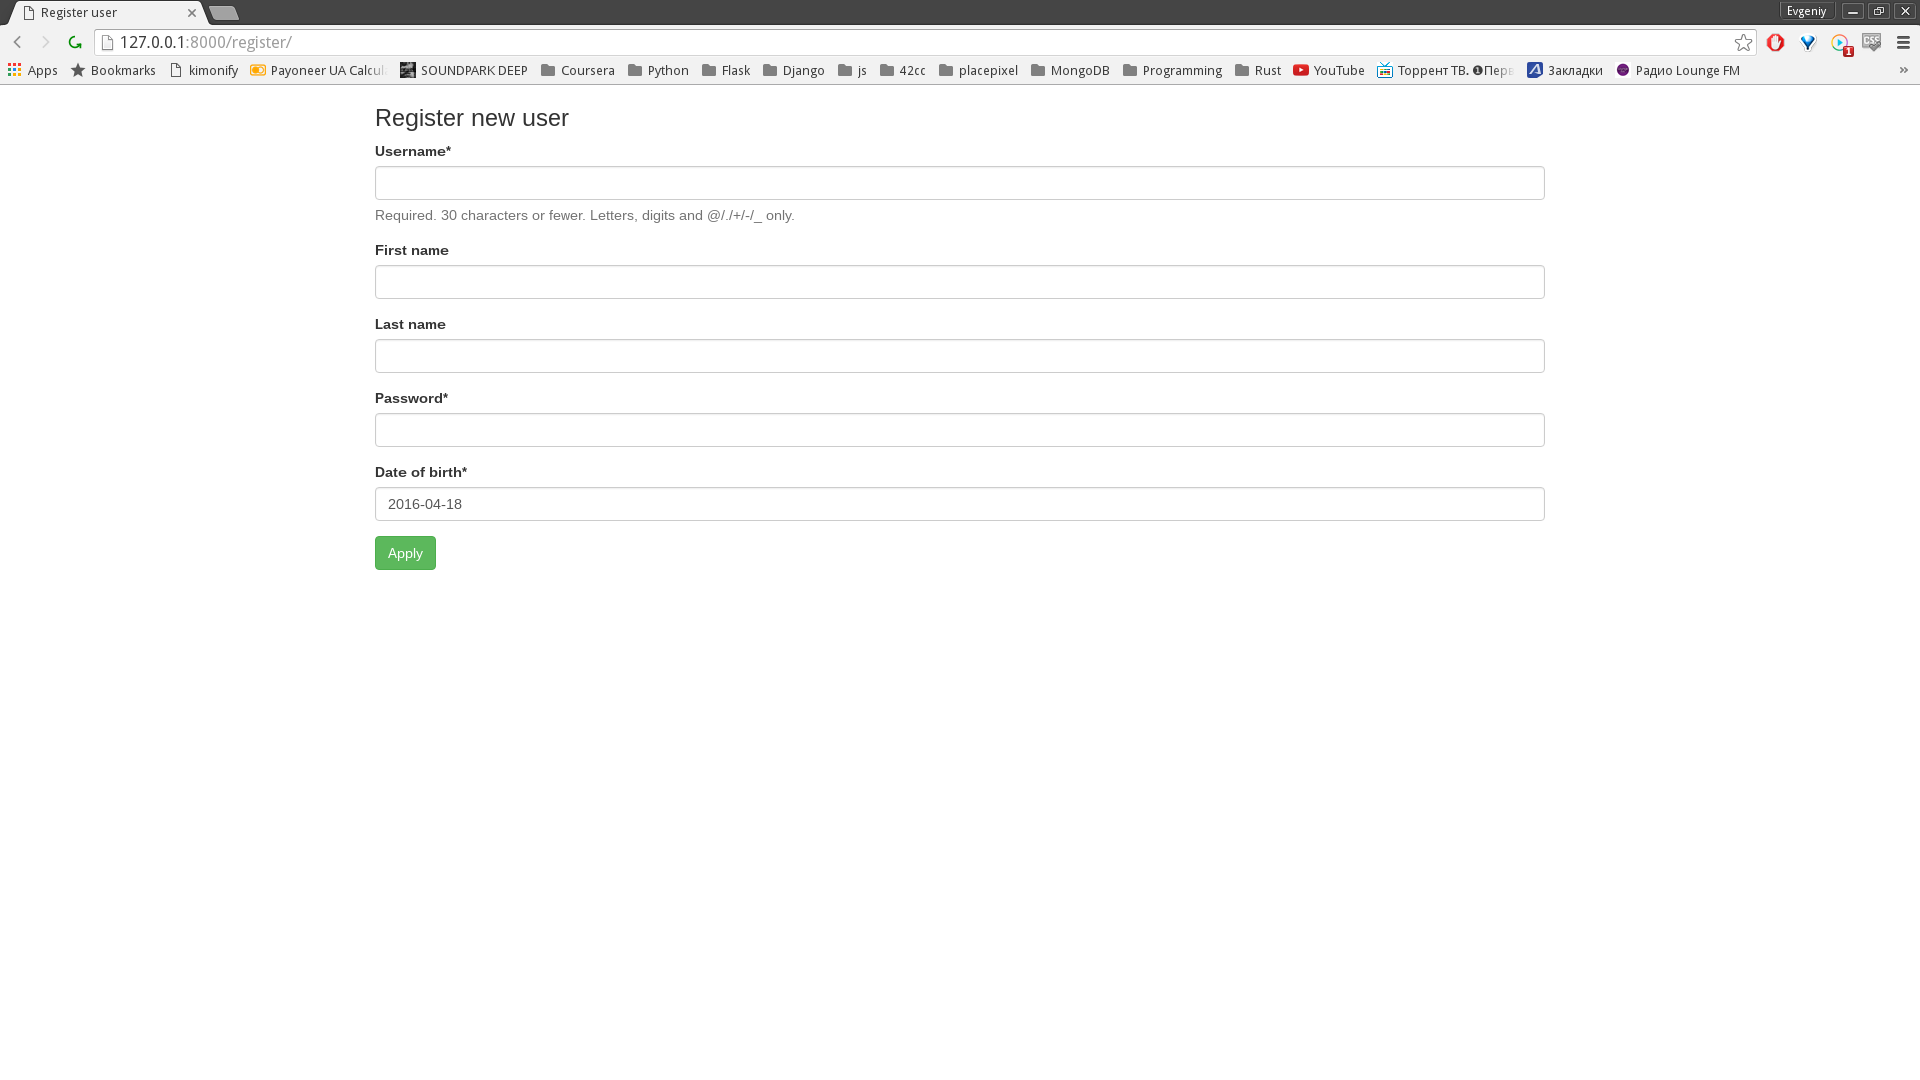 Register user
Evgeniy
127.0.0.1:8000/register/
1
CSS
Apps Bookmarks kimonify Payoneer UA Calcul SOUNDPARK DEEP Coursera Python Flask Django js 42cc placepixel MongoDB Programming Rust YouTube Торрент ТВ. ❶Перв Закладки Радио Lounge FM »
Register new user
Username*
Required. 30 characters or fewer. Letters, digits and @/./+/-/_ only.
First name
Last name
Password*
Date of birth*
2016-04-18
Apply